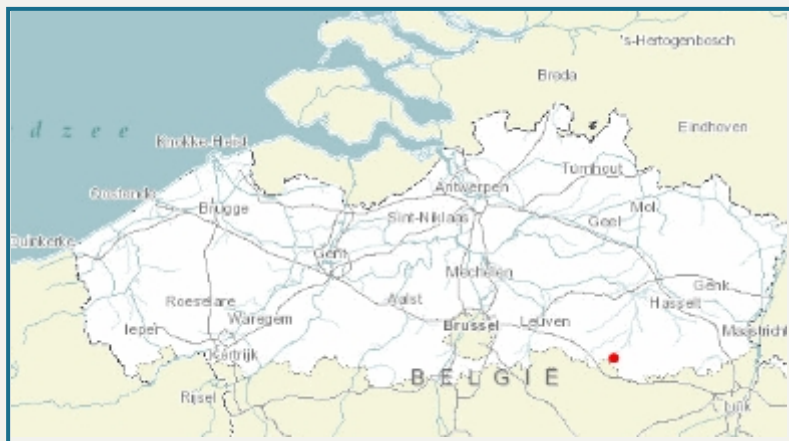 's-Hertogenbosch
Breda
Eindhoven
d z e e
Knokke-Heist
Turnhout
Antwerpen
Oostende
Brugge
Sint-Niklaas
Geel
Mol
Duinkerke
Gent
Mechelen
Genk
Roeselare
Aalst
Hasselt
Ieper
Waregem
Brussel
Leuven
Maastricht
Kortrijk
BELGIË
Rijsel
Luik